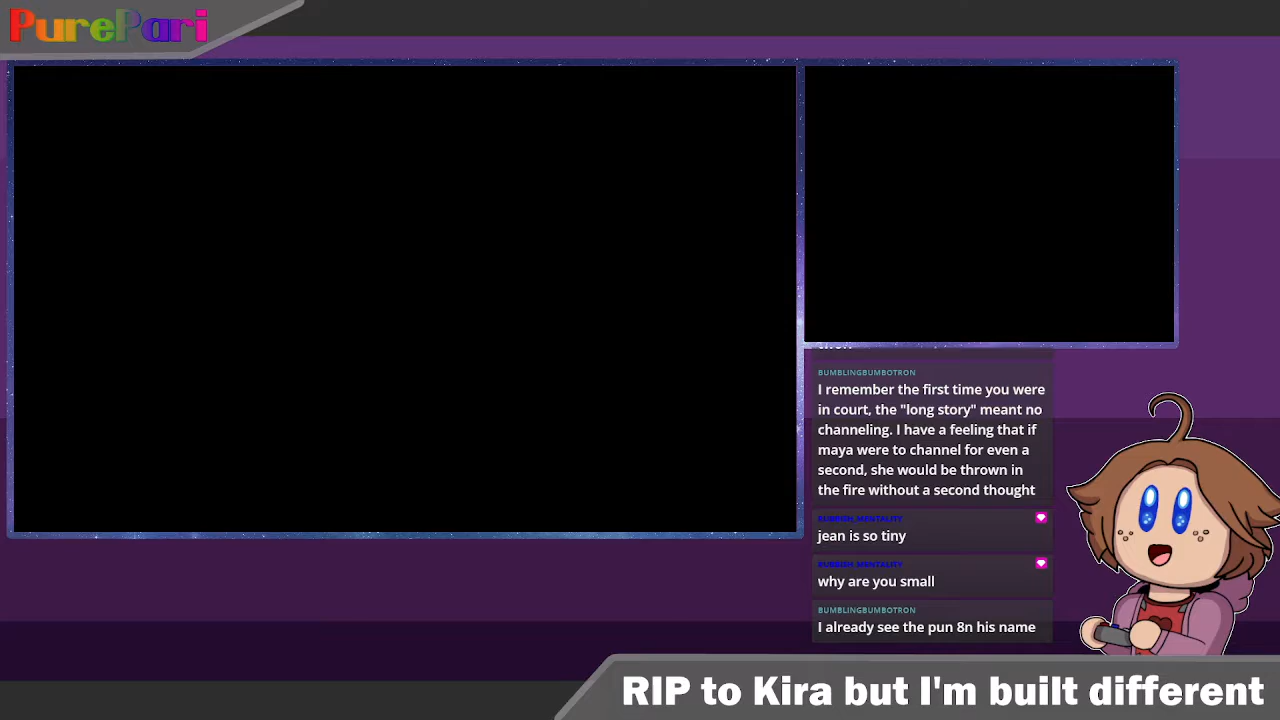 PurePari
BUMBLINGBUMBOTRON
I remember the first time you were
in court, the "long story" meant no
channeling. I have a feeling that if
maya were to channel for even a
second, she would be thrown in
the fire without a second thought
RUBBISH_MENTALITY
jean is so tiny
RUBBISH_MENTALITY
why are you small
BUMBLINGBUMBOTRON
I already see the pun 8n his name
RIP to Kira but I'm built different